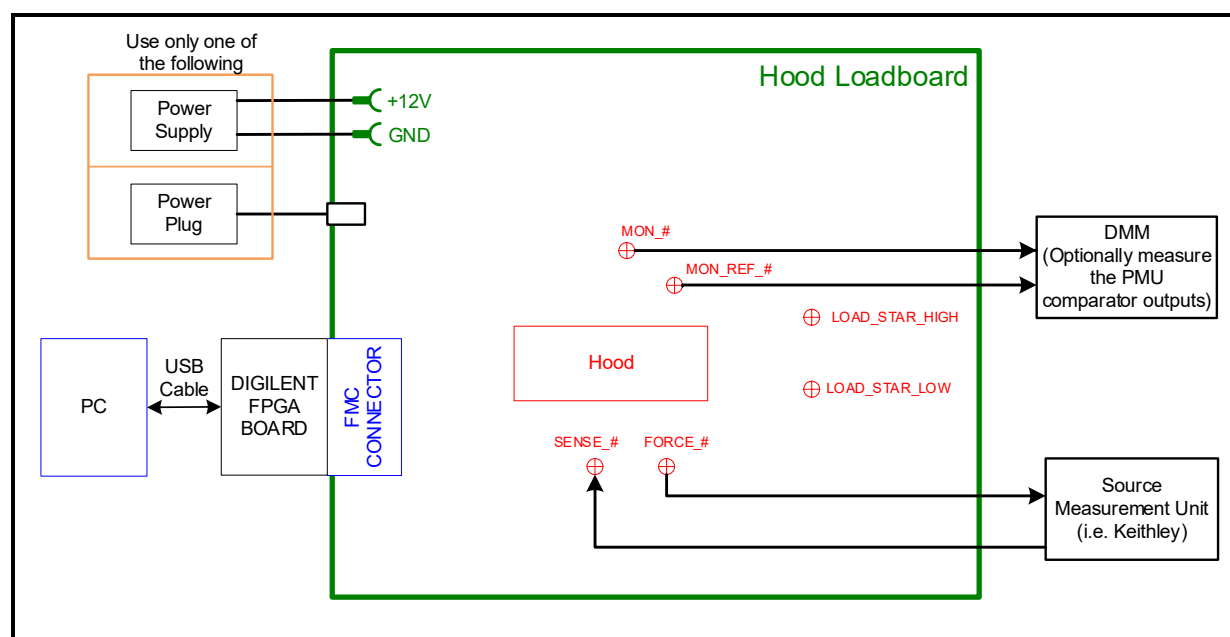 Use only one of
the following
Power
Supply
Power
Plug
+12V
GND
Hood Loadboard
MON_#
MON_REF_#
DMM
(Optionally measure
the PMU
comparator outputs)
LOAD_STAR_HIGH
LOAD_STAR_LOW
Hood
PC
USB
Cable
DIGILENT
FPGA
BOARD
FMC
CONNECTOR
SENSE_#
FORCE_#
Source
Measurement Unit
(i.e. Keithley)